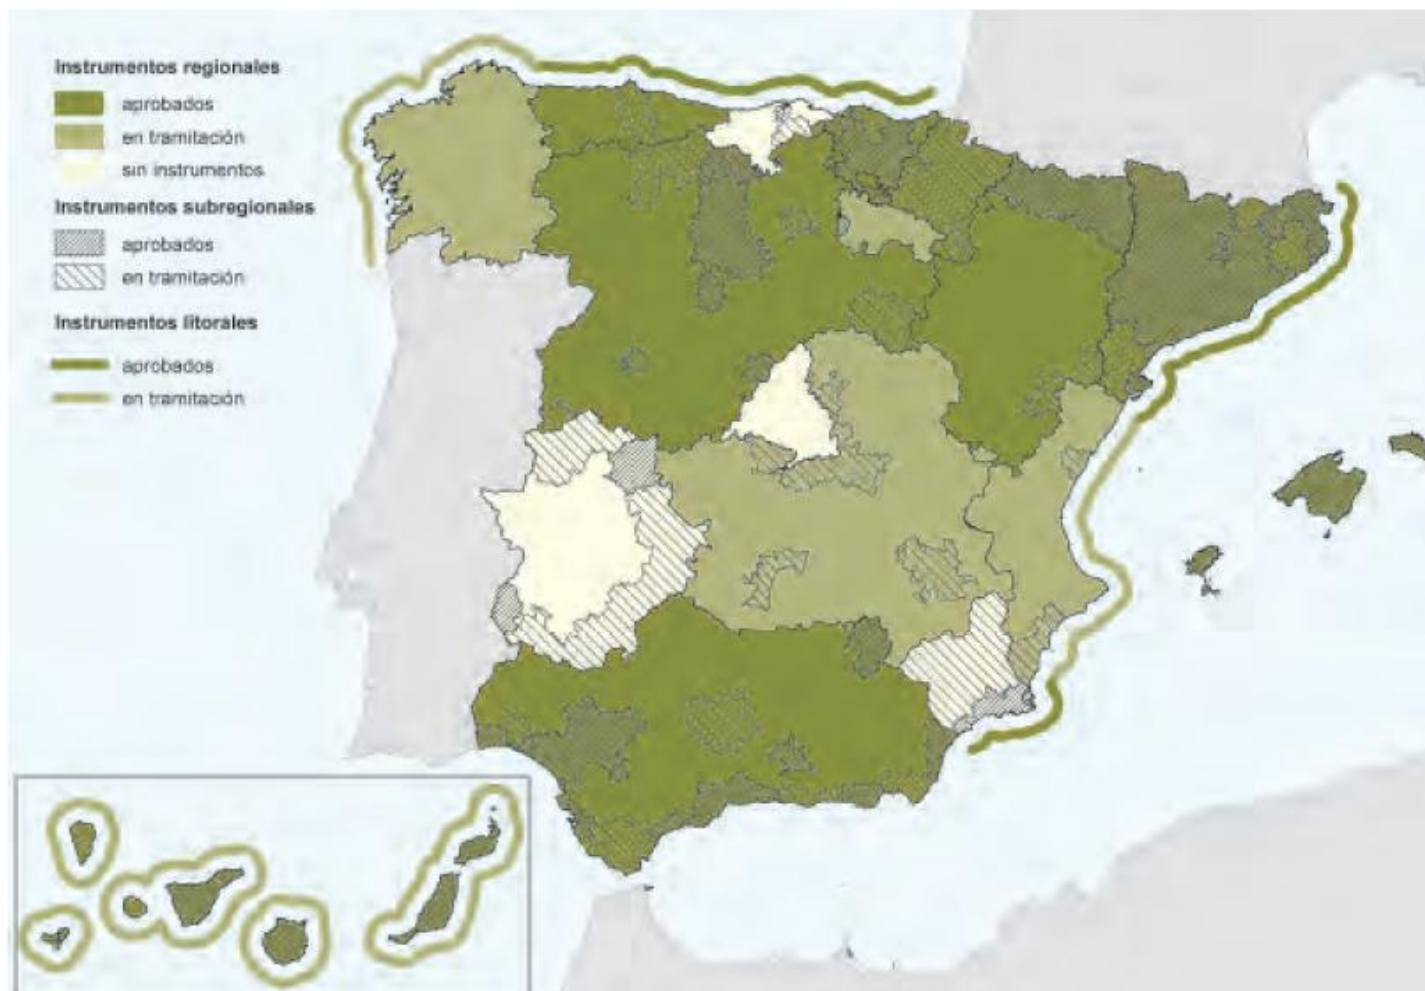 Instrumentos regionales
aprobados
en tramitación
sin instrumentos
Instrumentos subregionales
aprobados
en tramitación
Instrumentos litorales
aprobados
en tramitación